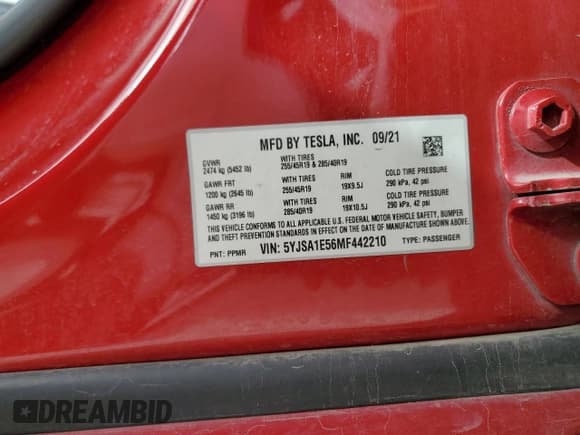 MFD BY TESLA, INC. 09/21
GVWR
2474 kg (5452 lb)
WITH TIRES
255/45R19 & 285/40R19
GAWR FRT
1200 kg (2645 lb)
WITH TIRES
255/45R19
RIM
19X9.5J
COLD TIRE PRESSURE
290 kPa, 42 psi
GAWR RR
1450 kg (3196 lb)
WITH TIRES
285/40R19
RIM
19X10.5J
COLD TIRE PRESSURE
290 kPa, 42 psi
THIS VEHICLE CONFORMS TO ALL APPLICABLE U.S. FEDERAL MOTOR VEHICLE SAFETY, BUMPER
AND THEFT PREVENTION STANDARDS IN EFFECT ON THE DATE OF MANUFACTURE SHOWN ABOVE.
PNT: PPMR VIN: 5YJSA1E56MF442210 TYPE: PASSENGER
DREAMBID